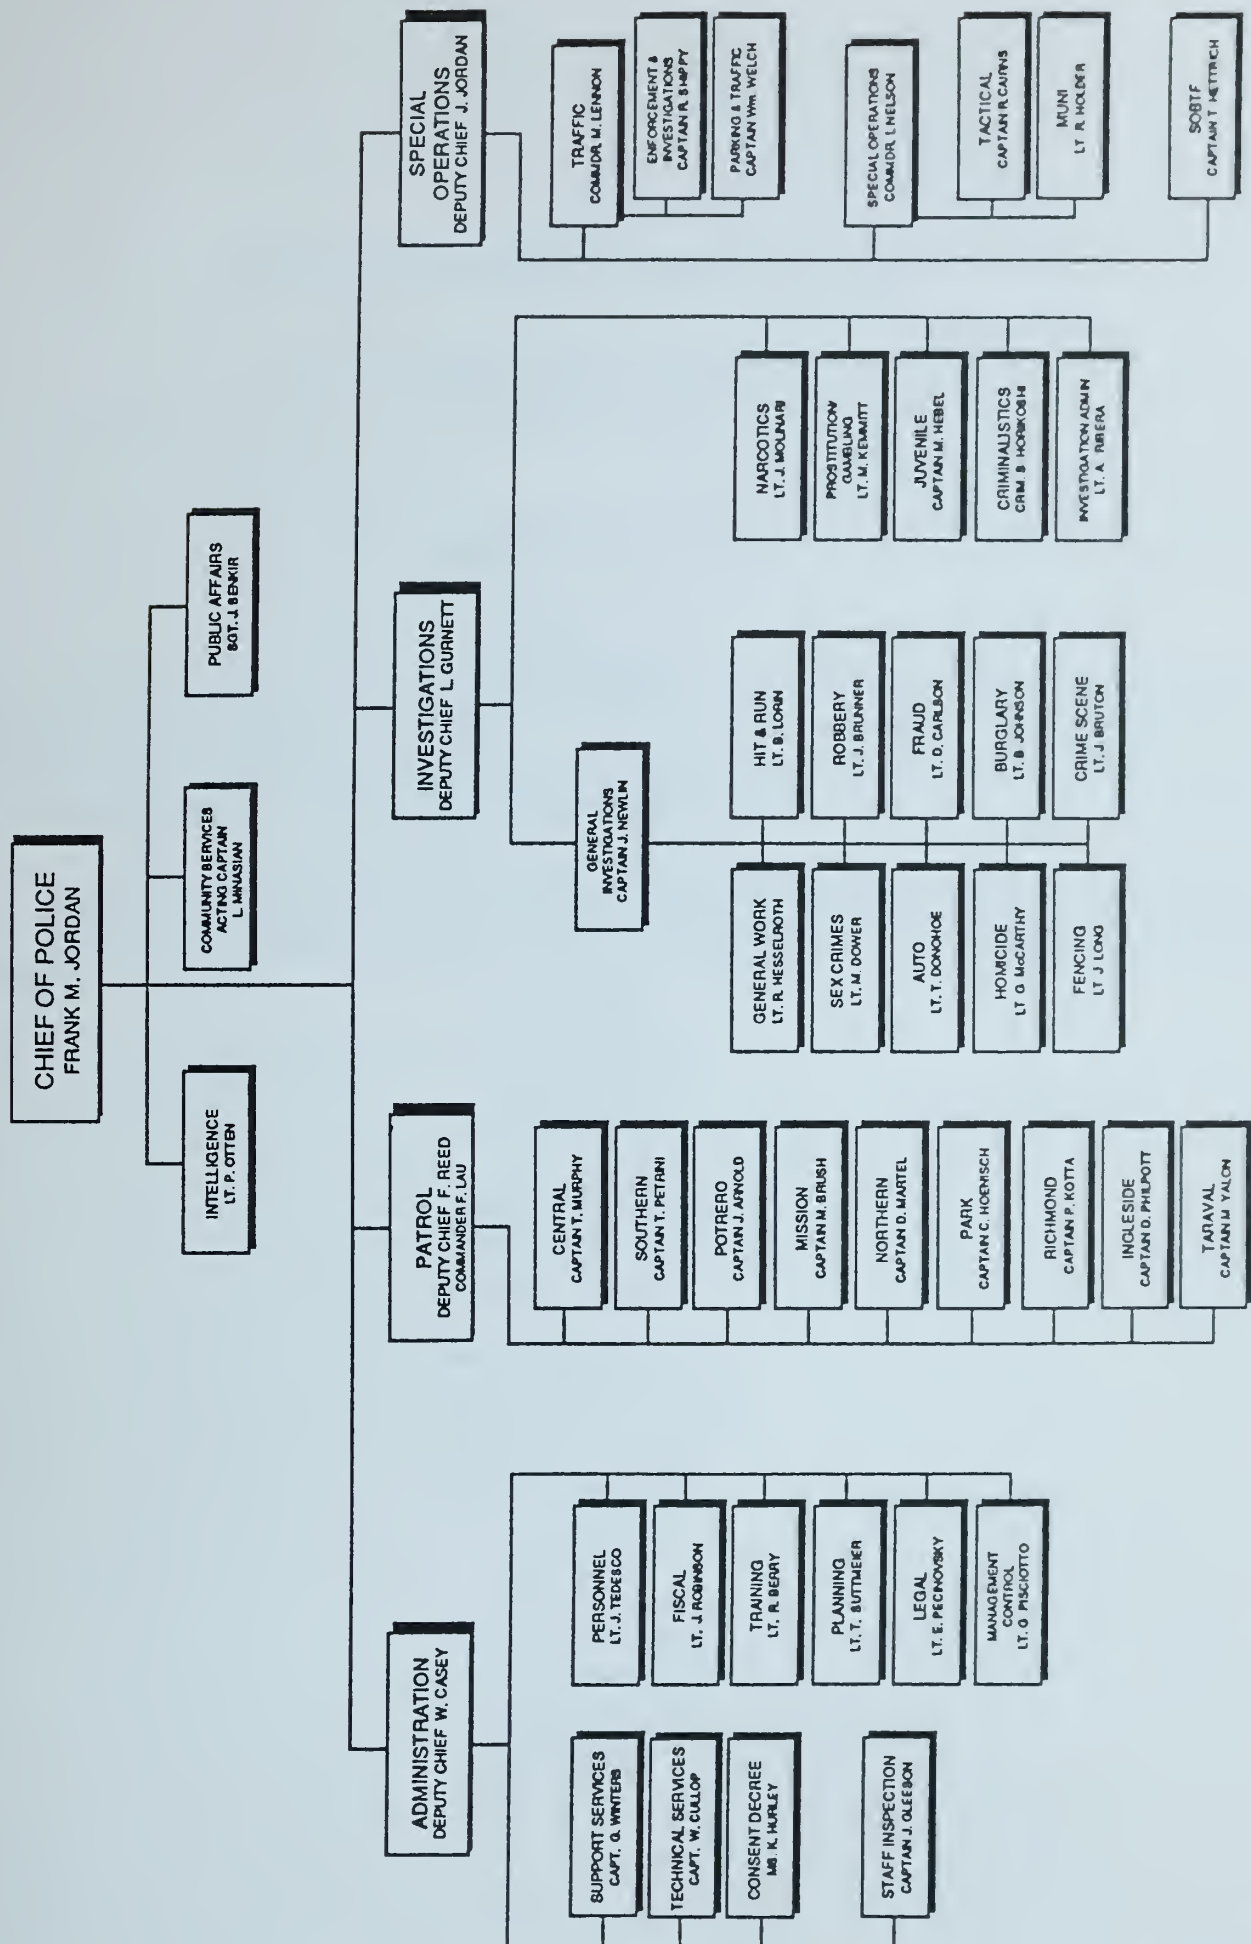 CHIEF OF POLICE
FRANK M. JORDAN
INTELLIGENCE
LT. P. OTTEN
COMMUNITY SERVICES
ACTING CAPTAIN
L. MINASIAN
PUBLIC AFFAIRS
SGT. J. BENKIR
ADMINISTRATION
DEPUTY CHIEF W. CASEY
SUPPORT SERVICES
CAPT. G. WINTERS
TECHNICAL SERVICES
CAPT. W. CULLOP
CONSENT DECREE
MS. K. HURLEY
STAFF INSPECTION
CAPTAIN J. GLEESON
PERSONNEL
LT. J. TEDESCO
FISCAL
LT. J. ROBINSON
TRAINING
LT. R. BERRY
PLANNING
LT. T. SUTTMEIER
LEGAL
LT. E. PECINOVSKY
MANAGEMENT
CONTROL
LT. G PISCIOTTO
PATROL
DEPUTY CHIEF F. REED
COMMANDER F. LAU
CENTRAL
CAPTAIN T. MURPHY
SOUTHERN
CAPTAIN T. PETRINI
POTRERO
CAPTAIN J. ARNOLD
MISSION
CAPTAIN M. BRUSH
NORTHERN
CAPTAIN D. MARTEL
PARK
CAPTAIN C. HOENISCH
RICHMOND
CAPTAIN P. KOTTA
INGLESIDE
CAPTAIN D. PHILPOTT
TARAVAL
CAPTAIN M. YALON
INVESTIGATIONS
DEPUTY CHIEF L. GURNETT
GENERAL
INVESTIGATIONS
CAPTAIN J. NEWLIN
GENERAL WORK
LT. R. HESSELROTH
SEX CRIMES
LT. M. DOWER
AUTO
LT. T. DONOHOE
HOMICIDE
LT G. McCARTHY
FENCING
LT J LONG
HIT & RUN
LT. B. LORIN
ROBBERY
LT. J. BRUNNER
FRAUD
LT. D. CARLSON
BURGLARY
LT. B JOHNSON
CRIME SCENE
LT. J. BRUTON
NARCOTICS
LT. J. MOLINARI
PROSTITUTION/
GAMBLING
LT. M. KEMMITT
JUVENILE
CAPTAIN M. HEBEL
CRIMINALISTICS
CRIM. S. HORIKOSHI
INVESTIGATION ADMIN
LT. A. RIBERA
SPECIAL
OPERATIONS
DEPUTY CHIEF J. JORDAN
TRAFFIC
COMMDR. M. LENNON
ENFORCEMENT &
INVESTIGATIONS
CAPTAIN R. SHIPPY
PARKING & TRAFFIC
CAPTAIN Wm. WELCH
SPECIAL OPERATIONS
COMMDR. I. NELSON
TACTICAL
CAPTAIN R. CAIRNS
MUNI
LT R. HOLDER
SOBTF
CAPTAIN T. HETTRICH